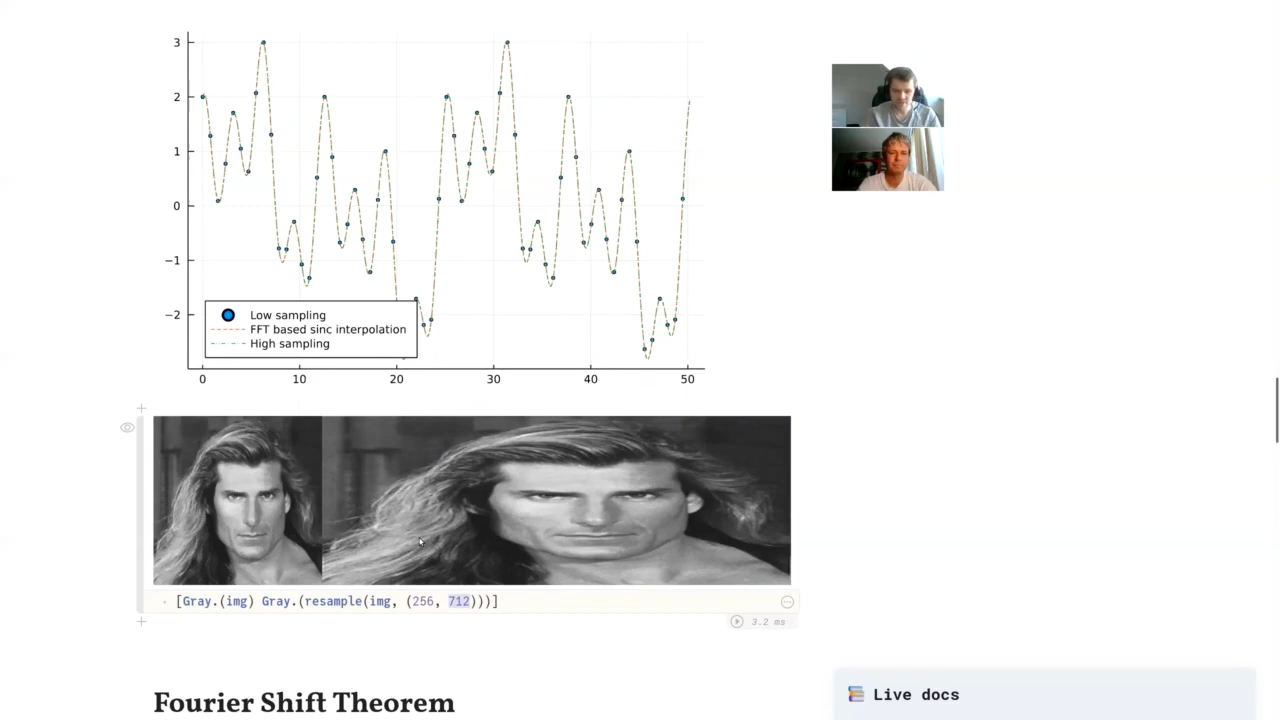 3
2
1
0
−1
−2
Low sampling
FFT based sinc interpolation
High sampling
0 10 20 30 40 50
[Gray.(img) Gray.(resample(img, (256, 712)))]
3.2 ms
Fourier Shift Theorem
Live docs